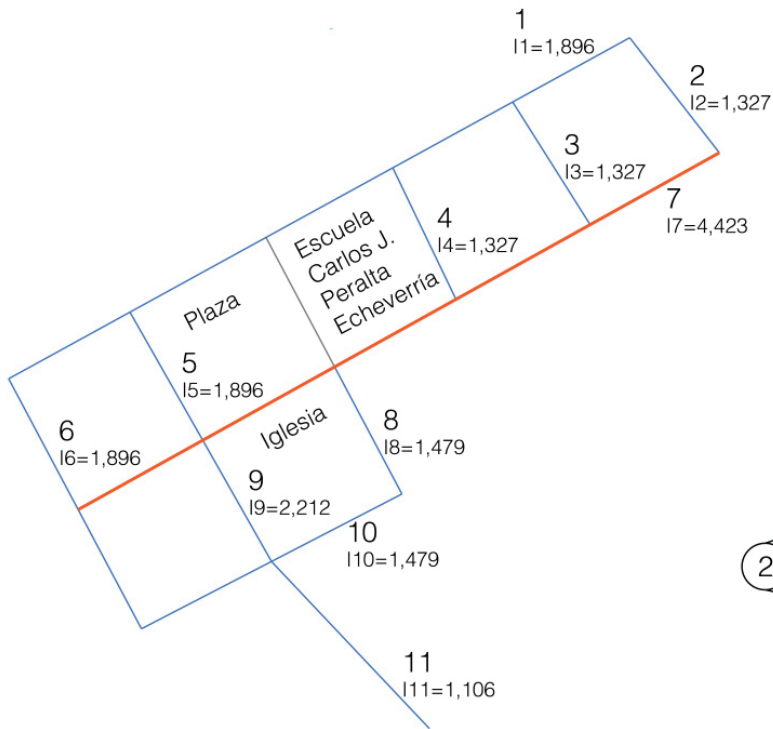 1
I1=1,896
2
I2=1,327
3
I3=1,327
7
I7=4,423
4
I4=1,327
Escuela
Carlos J.
Peralta
Echeverría
Plaza
5
I5=1,896
6
I6=1,896
Iglesia
8
I8=1,479
9
I9=2,212
10
I10=1,479
2
11
I11=1,106